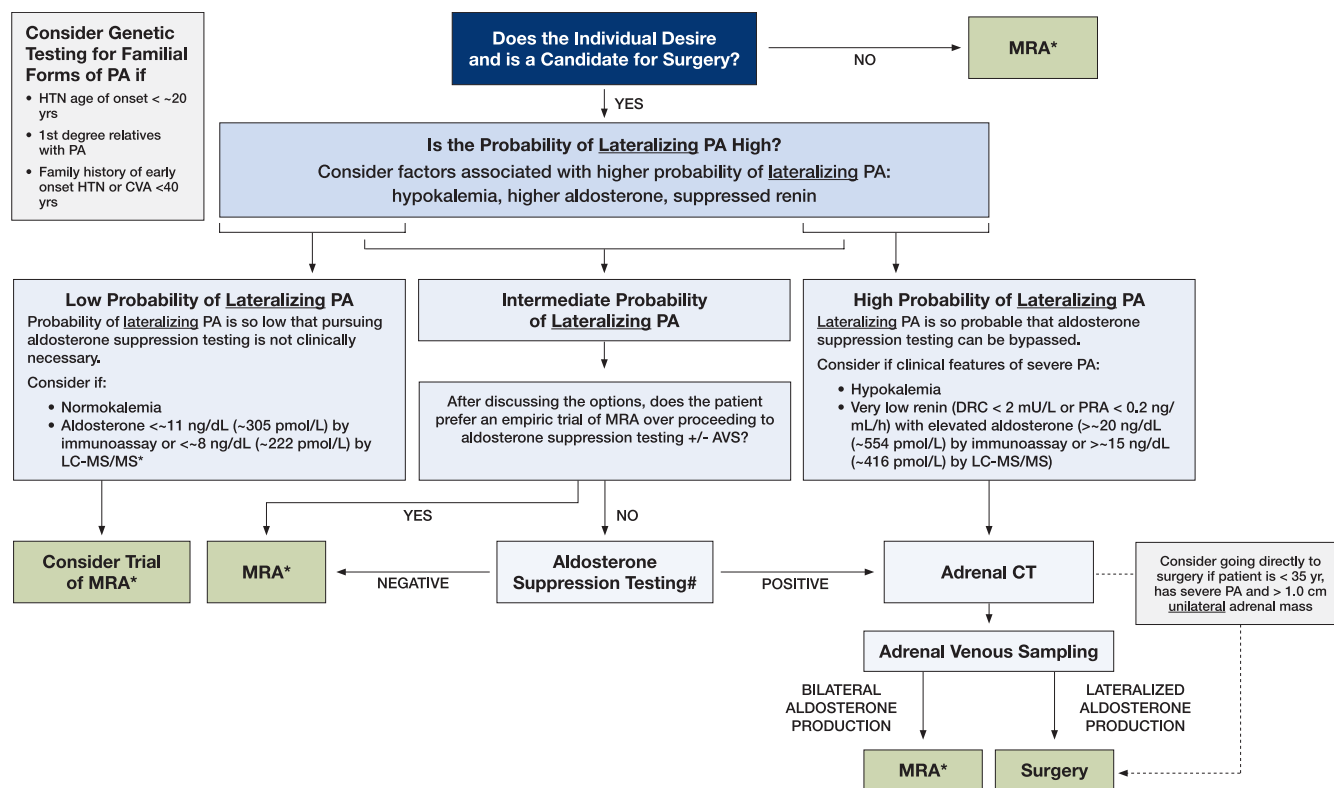 Consider Genetic
Testing for Familial
Forms of PA if
• HTN age of onset < ~20
yrs
• 1st degree relatives
with PA
• Family history of early
onset HTN or CVA <40
yrs
Does the Individual Desire
and is a Candidate for Surgery?
NO
MRA*
YES
Is the Probability of Lateralizing PA High?
Consider factors associated with higher probability of lateralizing PA:
hypokalemia, higher aldosterone, suppressed renin
Low Probability of Lateralizing PA
Probability of lateralizing PA is so low that pursuing
aldosterone suppression testing is not clinically
necessary.
Consider if:
• Normokalemia
• Aldosterone <~11 ng/dL (~305 pmol/L) by
immunoassay or <~8 ng/dL (~222 pmol/L) by
LC-MS/MS*
Intermediate Probability
of Lateralizing PA
After discussing the options, does the patient
prefer an empiric trial of MRA over proceeding to
aldosterone suppression testing +/- AVS?
High Probability of Lateralizing PA
Lateralizing PA is so probable that aldosterone
suppression testing can be bypassed.
Consider if clinical features of severe PA:
• Hypokalemia
• Very low renin (DRC < 2 mU/L or PRA < 0.2 ng/
mL/h) with elevated aldosterone (>~20 ng/dL
(~554 pmol/L) by immunoassay or >~15 ng/dL
(~416 pmol/L) by LC-MS/MS)
YES
NO
Consider Trial
of MRA*
MRA*
NEGATIVE
Aldosterone
Suppression Testing#
POSITIVE
Adrenal CT
Consider going directly to
surgery if patient is < 35 yr,
has severe PA and > 1.0 cm
unilateral adrenal mass
Adrenal Venous Sampling
BILATERAL
ALDOSTERONE
PRODUCTION
LATERALIZED
ALDOSTERONE
PRODUCTION
MRA*
Surgery